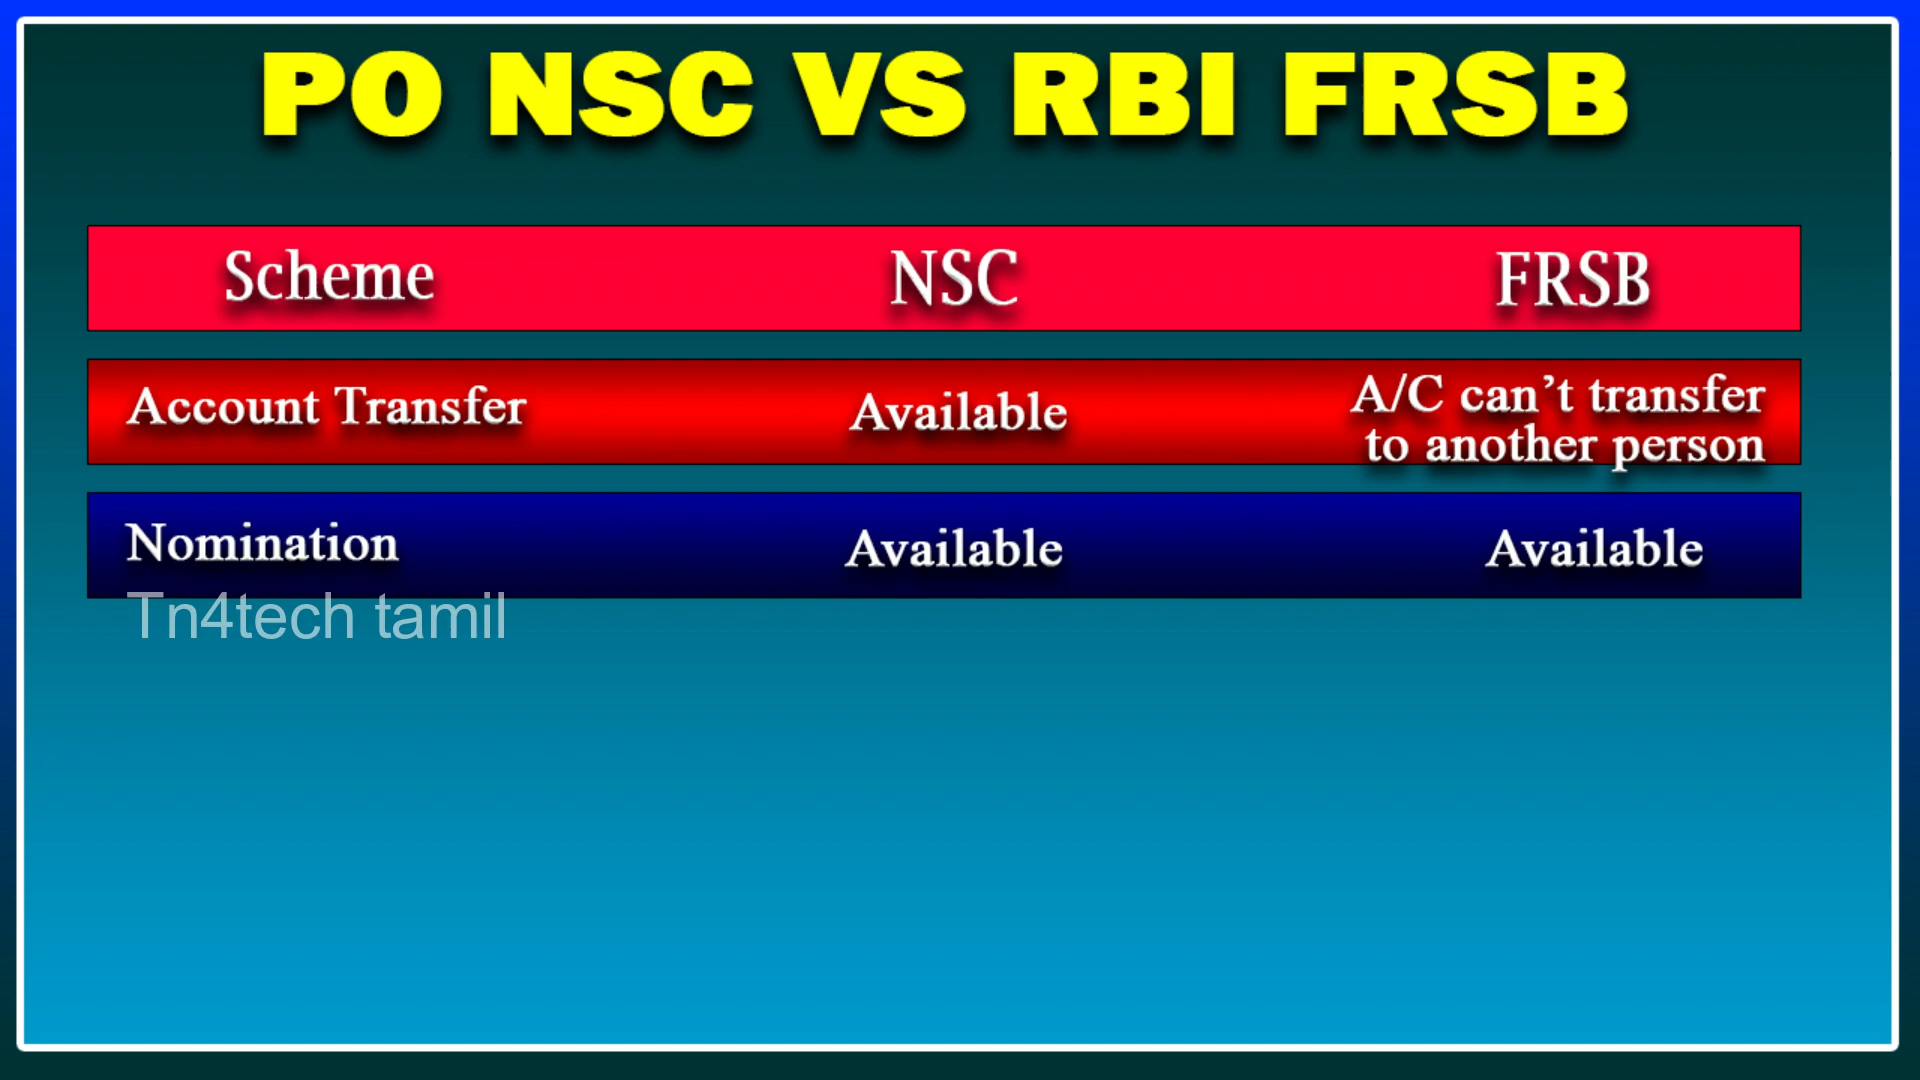 PO NSC VS RBI FRSB
Scheme NSC FRSB
Account Transfer Available A/C can’t transfer
to another person
Nomination Available Available
Tn4tech tamil